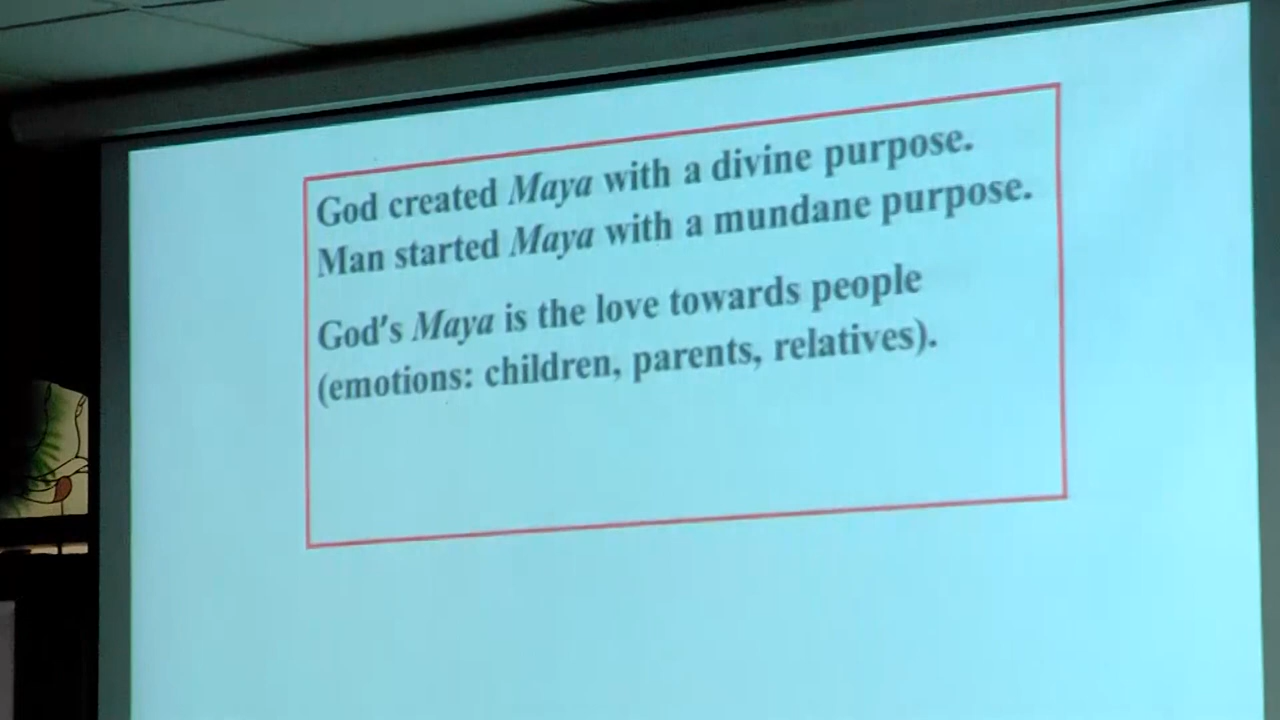 God created Maya with a divine purpose.
Man started Maya with a mundane purpose.
God's Maya is the love towards people
(emotions: children, parents, relatives).